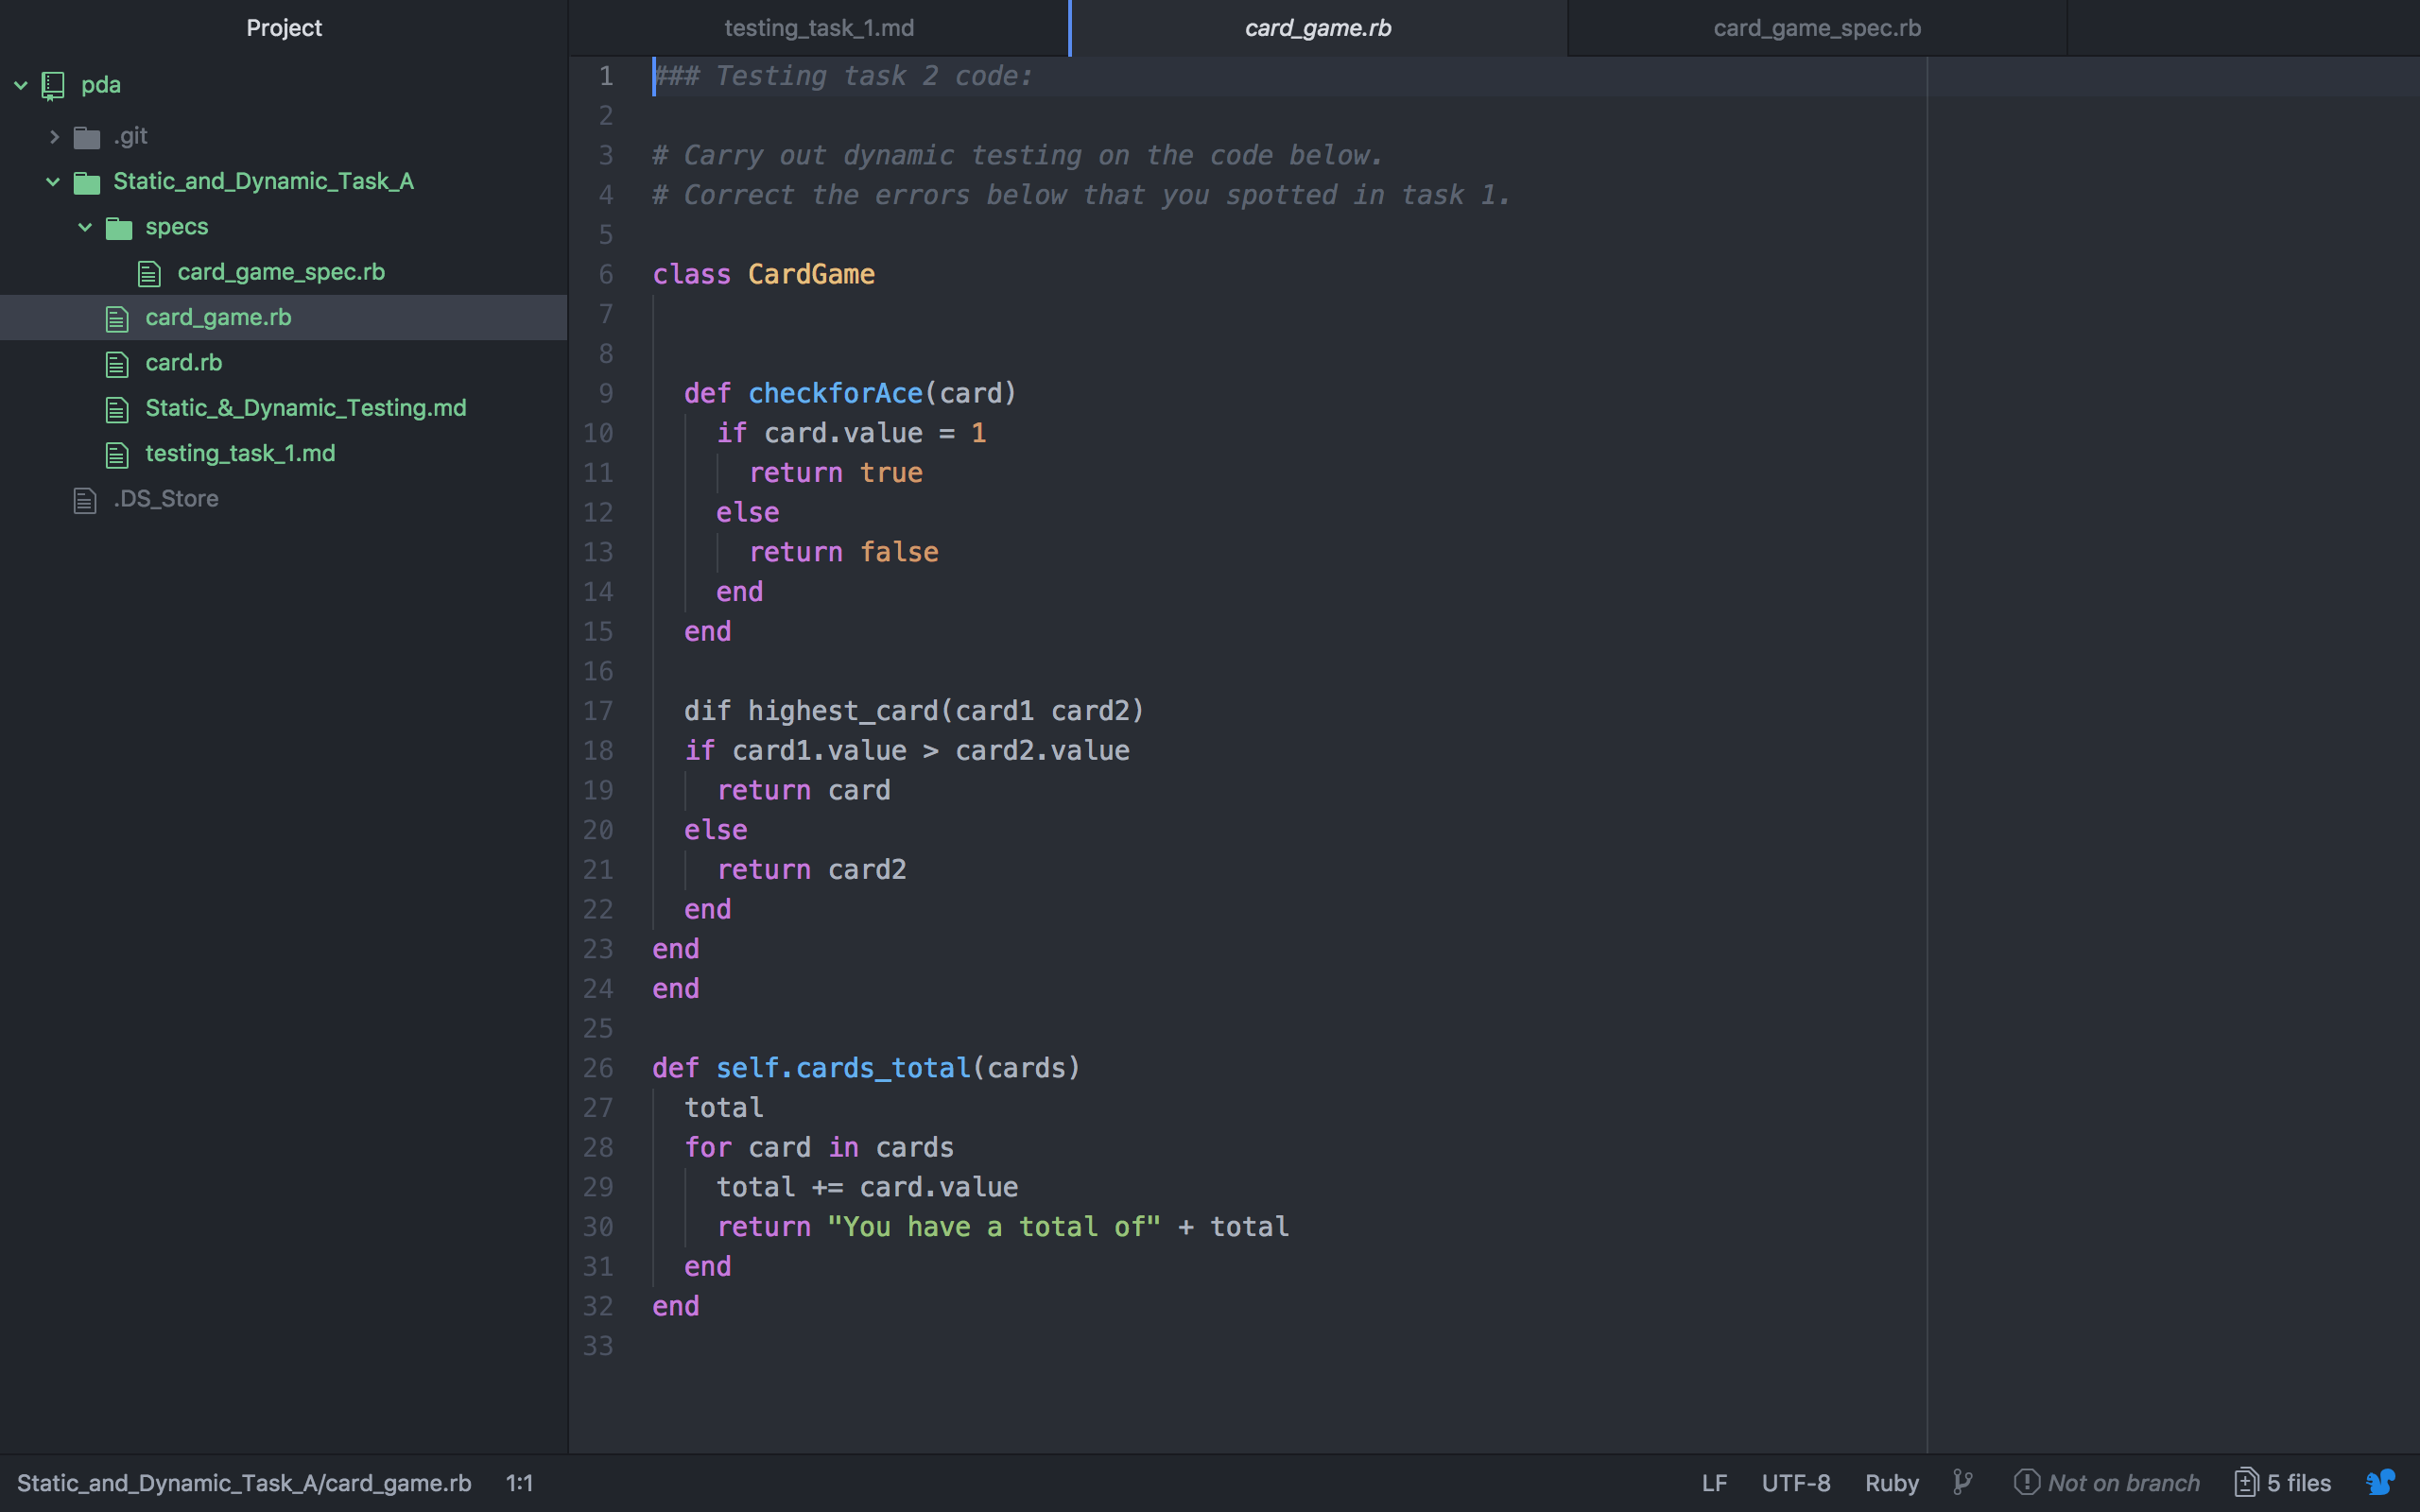 Project
pda
.git
Static_and_Dynamic_Task_A
specs
card_game_spec.rb
card_game.rb
card.rb
Static_&_Dynamic_Testing.md
testing_task_1.md
.DS_Store
testing_task_1.md
card_game.rb
card_game_spec.rb
1 ### Testing task 2 code:
2
3 # Carry out dynamic testing on the code below.
4 # Correct the errors below that you spotted in task 1.
5
6 class CardGame
7
8
9 def checkforAce(card)
10 if card.value = 1
11 return true
12 else
13 return false
14 end
15 end
16
17 dif highest_card(card1 card2)
18 if card1.value > card2.value
19 return card
20 else
21 return card2
22 end
23 end
24 end
25
26 def self.cards_total(cards)
27 total
28 for card in cards
29 total += card.value
30 return "You have a total of" + total
31 end
32 end
33
Static_and_Dynamic_Task_A/card_game.rb 1:1 LF UTF-8 Ruby Not on branch 5 files